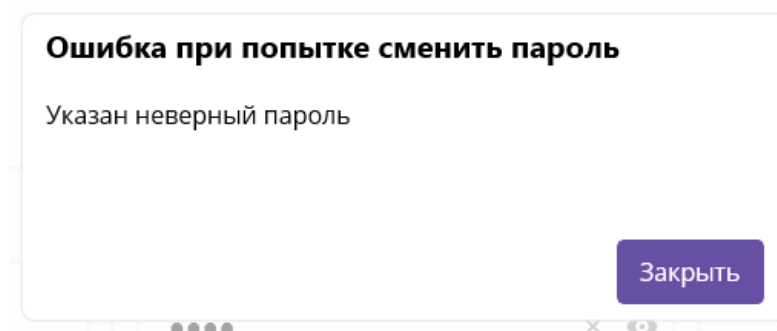 Ошибка при попытке сменить пароль
Указан неверный пароль
Закрыть